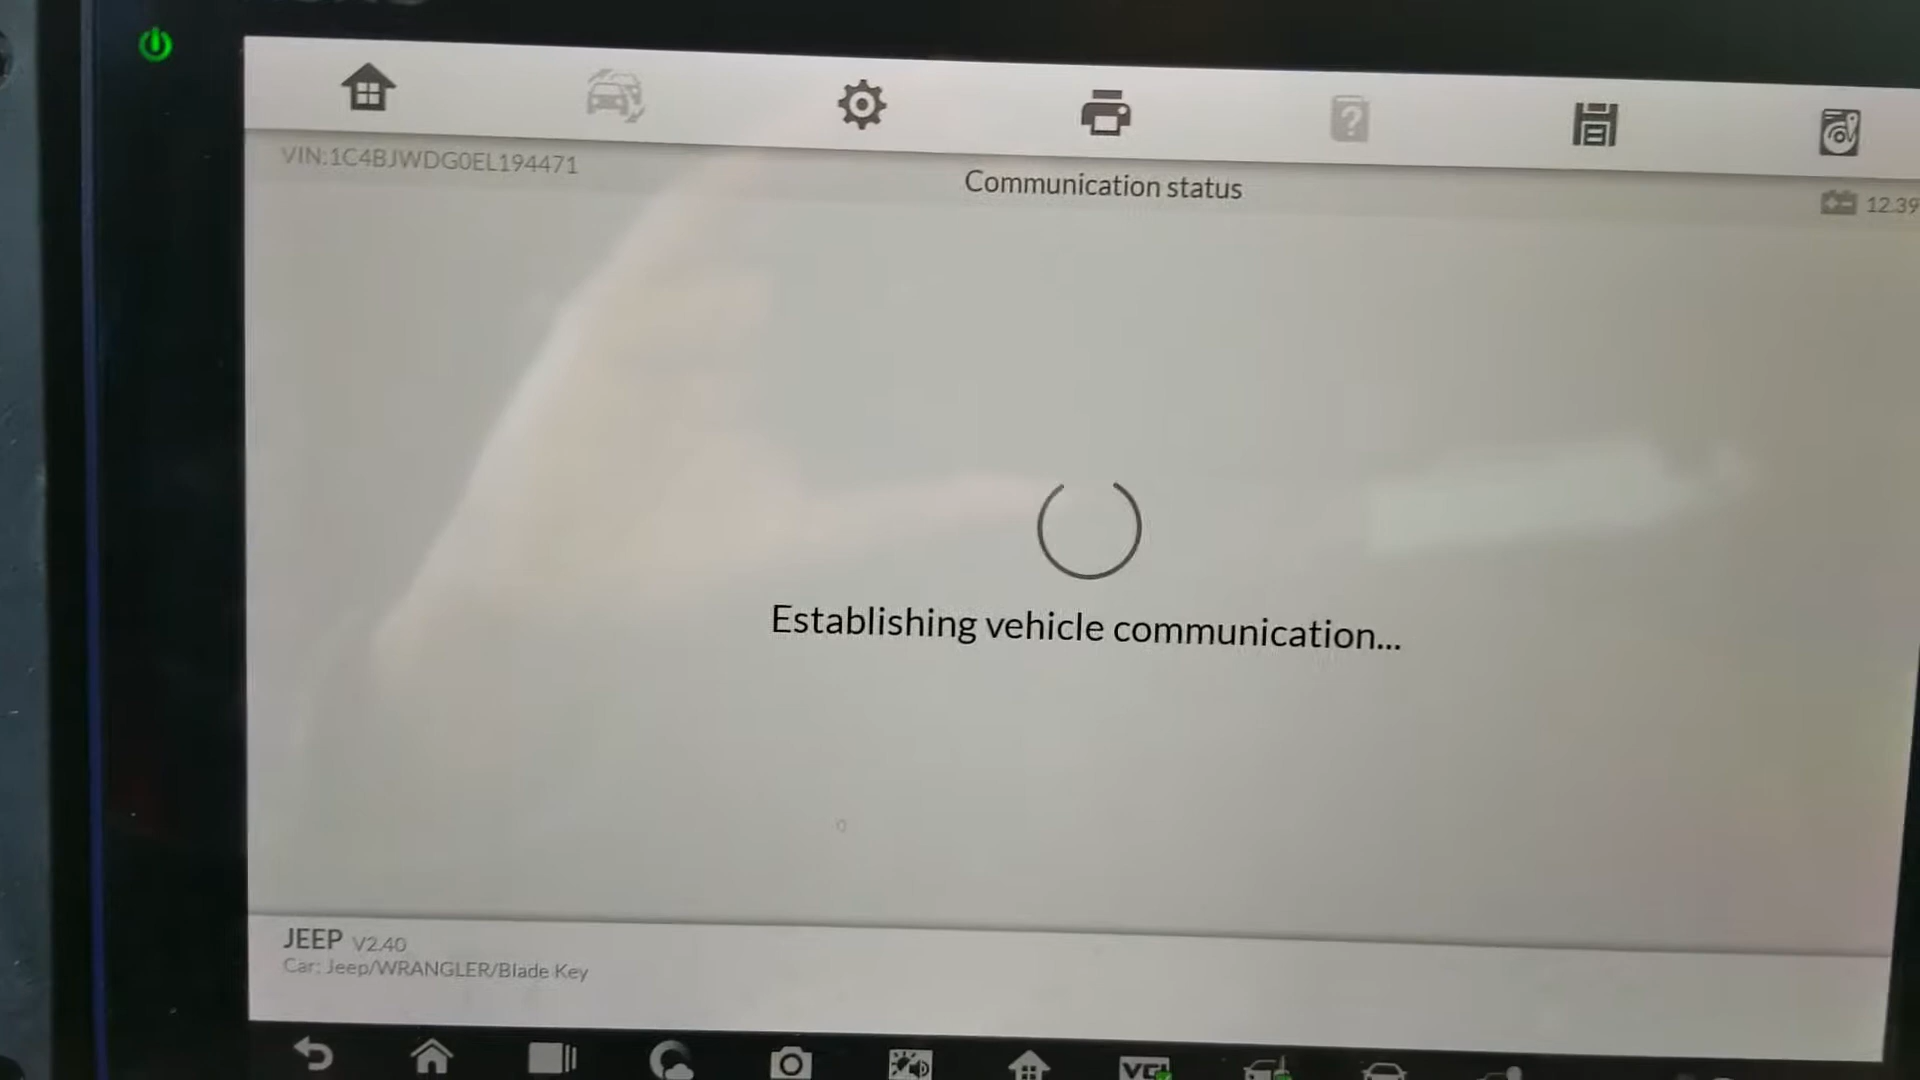 VIN:1C4BJWDG0EL194471
Communication status
12.39
Establishing vehicle communication...
JEEP V2.40
Car: Jeep/WRANGLER/Blade Key
VCI